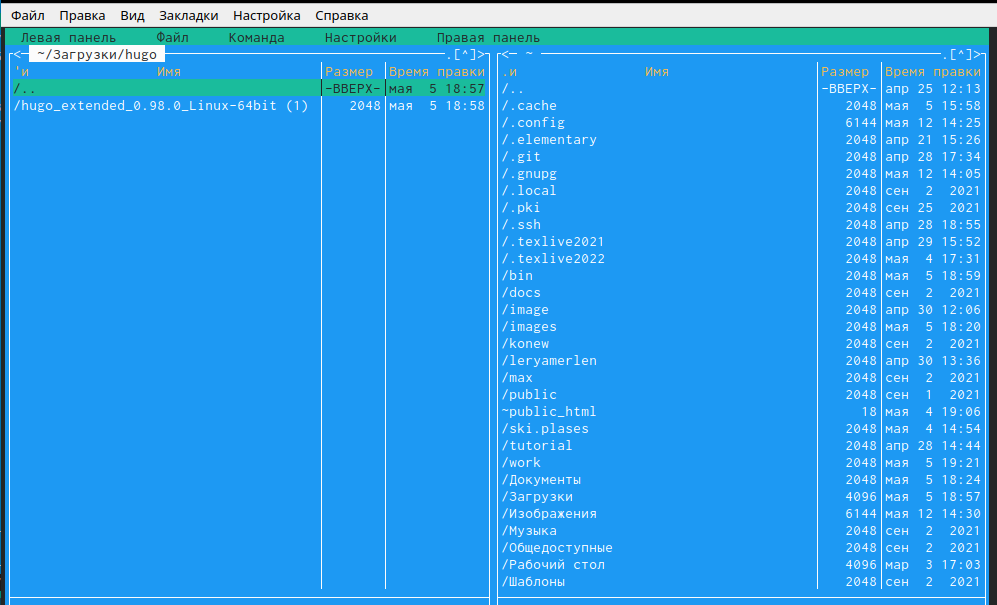 Файл Правка Вид Закладки Настройка Справка
Левая панель Файл Команда Настройки Правая панель
<− ~/Загрузки/hugo .[^]>
'и Имя Размер Время правки
/.. -ВВЕРХ- мая 5 18:57
/hugo_extended_0.98.0_Linux-64bit (1) 2048 мая 5 18:58
<− ~ .[^]>
.и Имя Размер Время правки
/.. -ВВЕРХ- апр 25 12:13
/.cache 2048 мая 5 15:58
/.config 6144 мая 12 14:25
/.elementary 2048 апр 21 15:26
/.git 2048 апр 28 17:34
/.gnupg 2048 мая 12 14:05
/.local 2048 сен 2 2021
/.pki 2048 сен 25 2021
/.ssh 2048 апр 28 18:55
/.texlive2021 2048 апр 29 15:52
/.texlive2022 2048 мая 4 17:31
/bin 2048 мая 5 18:59
/docs 2048 сен 2 2021
/image 2048 апр 30 12:06
/images 2048 мая 5 18:20
/konew 2048 сен 2 2021
/leryamerlen 2048 апр 30 13:36
/max 2048 сен 2 2021
/public 2048 сен 1 2021
~public_html 18 мая 4 19:06
/ski.plases 2048 мая 4 14:54
/tutorial 2048 апр 28 14:44
/work 2048 мая 5 19:21
/Документы 2048 мая 5 18:24
/Загрузки 4096 мая 5 18:57
/Изображения 6144 мая 12 14:30
/Музыка 2048 сен 2 2021
/Общедоступные 2048 сен 2 2021
/Рабочий стол 4096 мар 3 17:03
/Шаблоны 2048 сен 2 2021